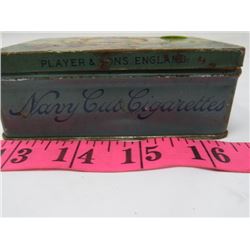 PLAYER & SONS ENGLAND.
Navy Cut Cigarettes
13 14 15 16